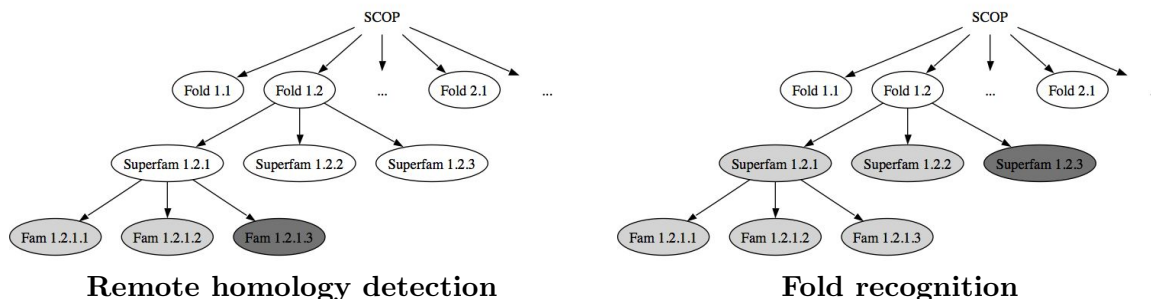 SCOP
Fold 1.1 Fold 1.2 ... Fold 2.1 ...
Superfam 1.2.1 Superfam 1.2.2 Superfam 1.2.3
Fam 1.2.1.1 Fam 1.2.1.2 Fam 1.2.1.3
Remote homology detection
SCOP
Fold 1.1 Fold 1.2 ... Fold 2.1
Superfam 1.2.1 Superfam 1.2.2 Superfam 1.2.3
Fam 1.2.1.1 Fam 1.2.1.2 Fam 1.2.1.3
Fold recognition